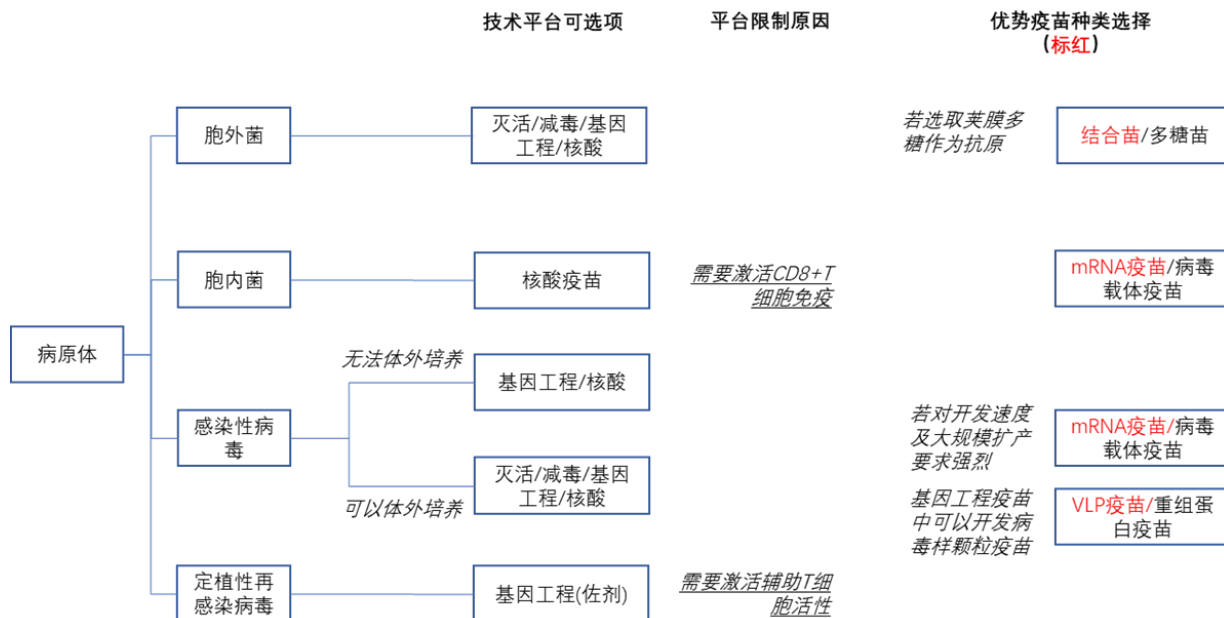 技术平台可选项
平台限制原因
优势疫苗种类选择
(标红)
胞外菌
灭活/减毒/基因
工程/核酸
若选取荚膜多
糖作为抗原
结合苗/多糖苗
胞内菌
核酸疫苗
需要激活CD8+T
细胞免疫
mRNA疫苗/病毒
载体疫苗
病原体
无法体外培养
基因工程/核酸
感染性病
毒
若对开发速度
及大规模扩产
要求强烈
mRNA疫苗/病毒
载体疫苗
可以体外培养
灭活/减毒/基因
工程/核酸
基因工程疫苗
中可以开发病
毒样颗粒疫苗
VLP疫苗/重组蛋
白疫苗
定植性再
感染病毒
基因工程(佐剂)
需要激活辅助T细
胞活性